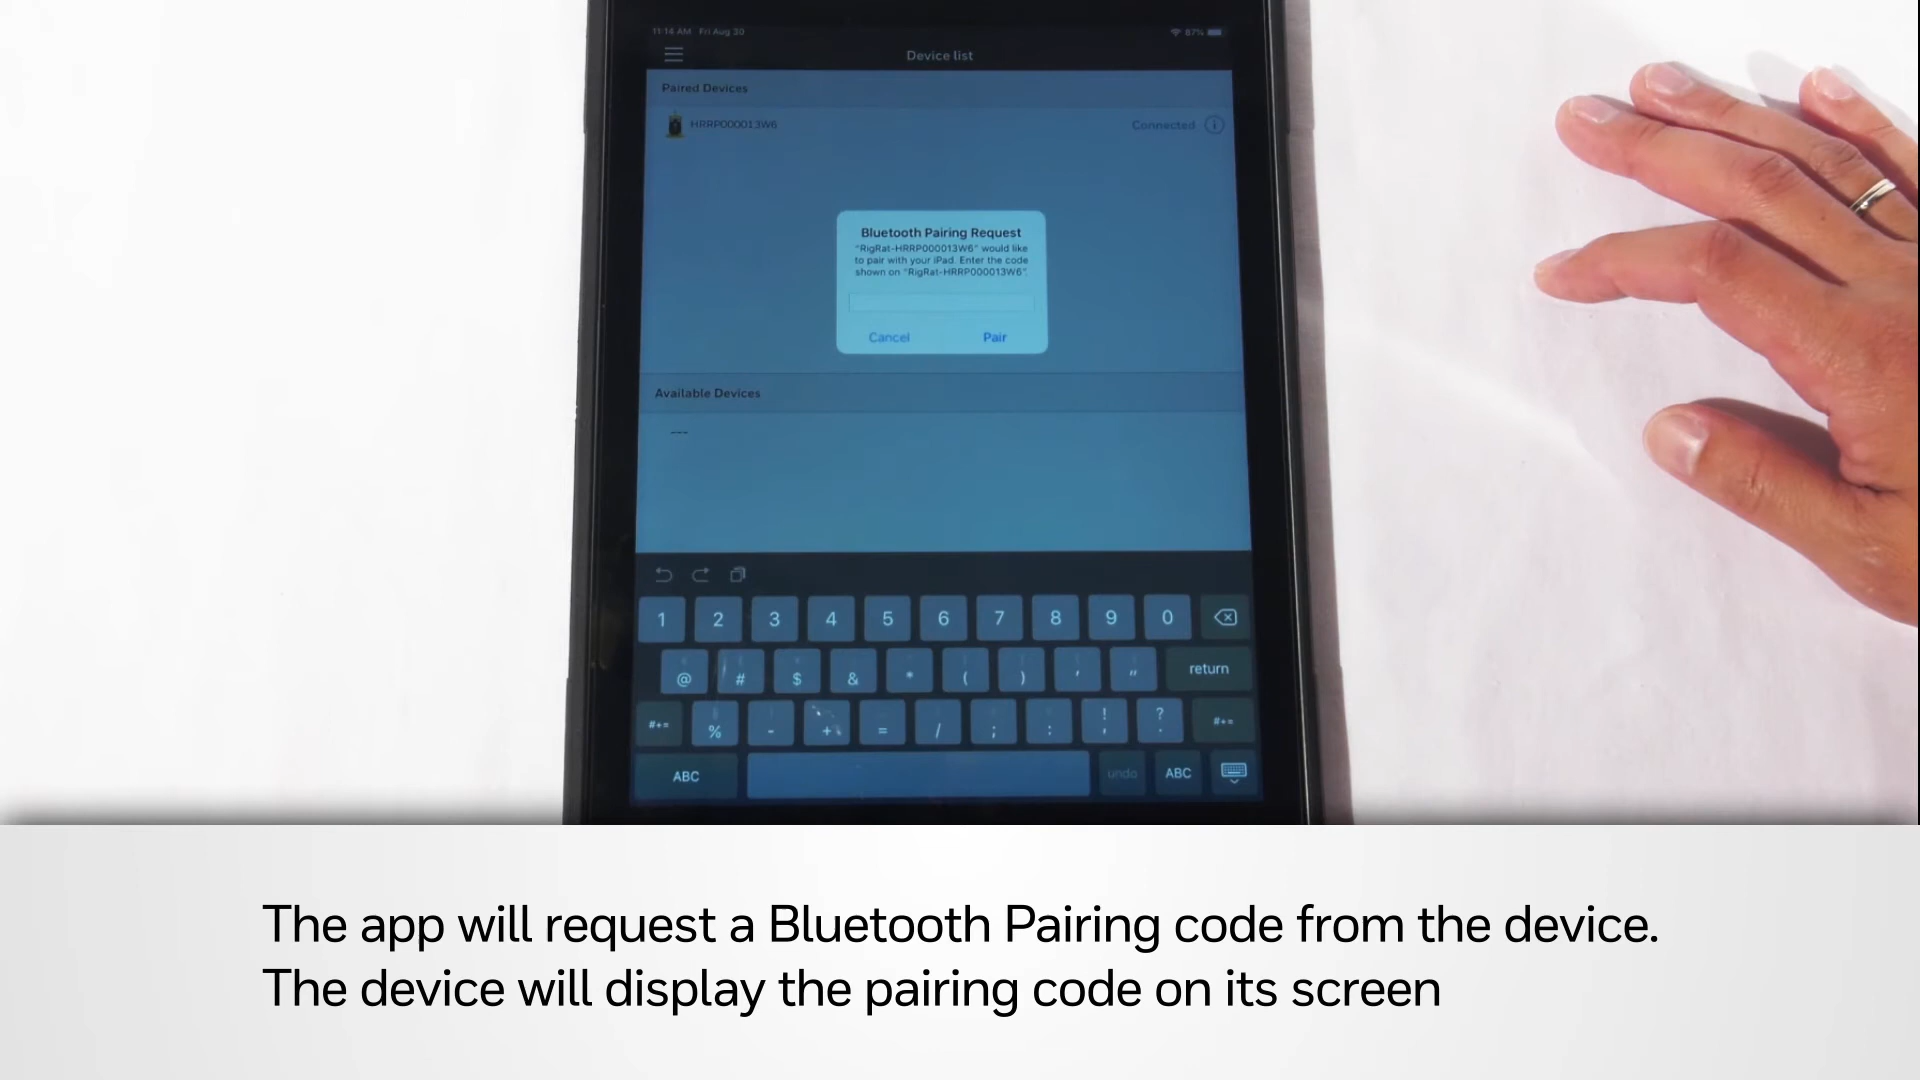 11:14 AM Fri Aug 30
87%
Device list
Paired Devices
HRRP000013W6
Connected
Bluetooth Pairing Request
"RigRat-HRRP000013W6" would like
to pair with your iPad. Enter the code
shown on "RigRat-HRRP000013W6".
Cancel Pair
Available Devices
---
1 2 3 4 5 6 7 8 9 0
@ # $ & * ( ) ' " return
#+= % - + = / ; : ! , ? . #+=
ABC undo ABC
The app will request a Bluetooth Pairing code from the device.
The device will display the pairing code on its screen